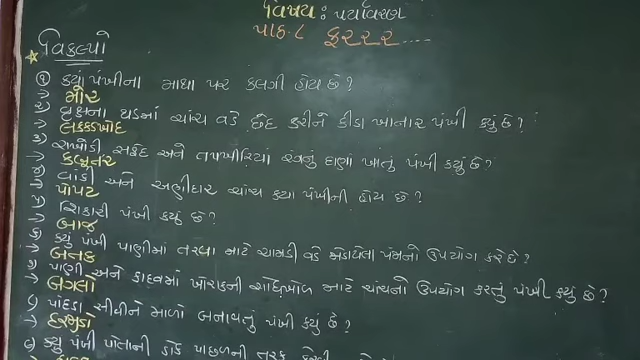 વિષય: પર્યાવરણ
પાઠ-૮ ફરરર....
વિકલ્પો
૧) કયાં પંખીના માથા પર કલગી હોય છે?
→ મોર
૨) વૃક્ષના થડમાં ચાંચ વડે છેદ કરીને કીડા ખાનાર પંખી કયું છે?
→ લક્કડખોદ
૩) રાખોડી સફેદ અને તપખીરિયાં રંગનું દાણા ખાતુ પંખી કયું છે?
→ કબૂતર
૪) વાંકી અને અણીદાર ચાંચ કયા પંખીની હોય છે?
→ પોપટ
૫) શિકારી પંખી કયું છે?
→ બાજ
૬) કયું પંખી પાણીમાં તરવા માટે ચામડી વડે જોડાયેલા પંજાનો ઉપયોગ કરે છે?
→ બતક
૭) પાણી અને કાદવમાં ખોરાકની શોધખોળ માટે ચાંચનો ઉપયોગ કરતું પંખી કયું છે?
→ બગલો
૮) પાંદડા સીવીને માળો બનાવતું પંખી કયું છે?
→ દરજીડો
૯) કયું પંખી પોતાની ડોક પાછળની તરફ